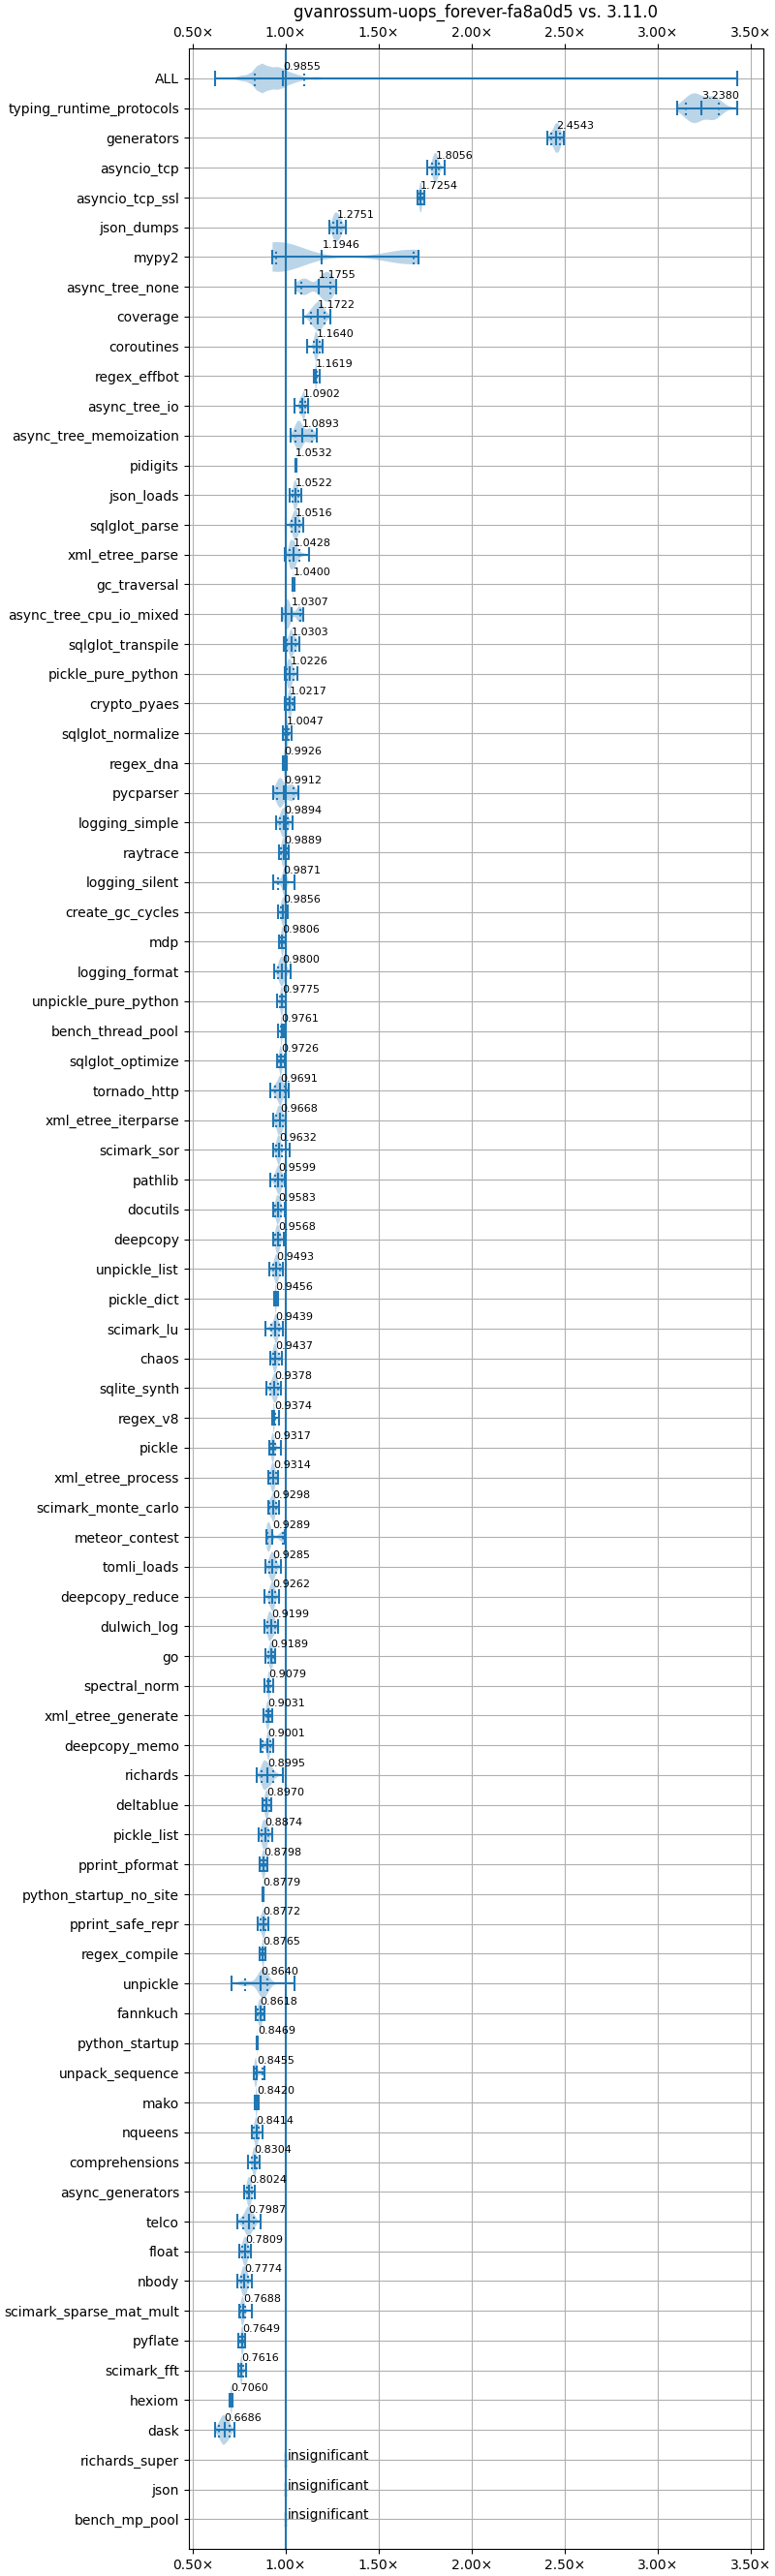 gvanrossum-uops_forever-fa8a0d5 vs. 3.11.0
0.50× 1.00× 1.50× 2.00× 2.50× 3.00× 3.50×
ALL 0.9855
typing_runtime_protocols 3.2380
generators 2.4543
asyncio_tcp 1.8056
asyncio_tcp_ssl 1.7254
json_dumps 1.2751
mypy2 1.1946
async_tree_none 1.1755
coverage 1.1722
coroutines 1.1640
regex_effbot 1.1619
async_tree_io 1.0902
async_tree_memoization 1.0893
pidigits 1.0532
json_loads 1.0522
sqlglot_parse 1.0516
xml_etree_parse 1.0428
gc_traversal 1.0400
async_tree_cpu_io_mixed 1.0307
sqlglot_transpile 1.0303
pickle_pure_python 1.0226
crypto_pyaes 1.0217
sqlglot_normalize 1.0047
regex_dna 0.9926
pycparser 0.9912
logging_simple 0.9894
raytrace 0.9889
logging_silent 0.9871
create_gc_cycles 0.9856
mdp 0.9806
logging_format 0.9800
unpickle_pure_python 0.9775
bench_thread_pool 0.9761
sqlglot_optimize 0.9726
tornado_http 0.9691
xml_etree_iterparse 0.9668
scimark_sor 0.9632
pathlib 0.9599
docutils 0.9583
deepcopy 0.9568
unpickle_list 0.9493
pickle_dict 0.9456
scimark_lu 0.9439
chaos 0.9437
sqlite_synth 0.9378
regex_v8 0.9374
pickle 0.9317
xml_etree_process 0.9314
scimark_monte_carlo 0.9298
meteor_contest 0.9289
tomli_loads 0.9285
deepcopy_reduce 0.9262
dulwich_log 0.9199
go 0.9189
spectral_norm 0.9079
xml_etree_generate 0.9031
deepcopy_memo 0.9001
richards 0.8995
deltablue 0.8970
pickle_list 0.8874
pprint_pformat 0.8798
python_startup_no_site 0.8779
pprint_safe_repr 0.8772
regex_compile 0.8765
unpickle 0.8640
fannkuch 0.8618
python_startup 0.8469
unpack_sequence 0.8455
mako 0.8420
nqueens 0.8414
comprehensions 0.8304
async_generators 0.8024
telco 0.7987
float 0.7809
nbody 0.7774
scimark_sparse_mat_mult 0.7688
pyflate 0.7649
scimark_fft 0.7616
hexiom 0.7060
dask 0.6686
richards_super insignificant
json insignificant
bench_mp_pool insignificant
0.50× 1.00× 1.50× 2.00× 2.50× 3.00× 3.50×